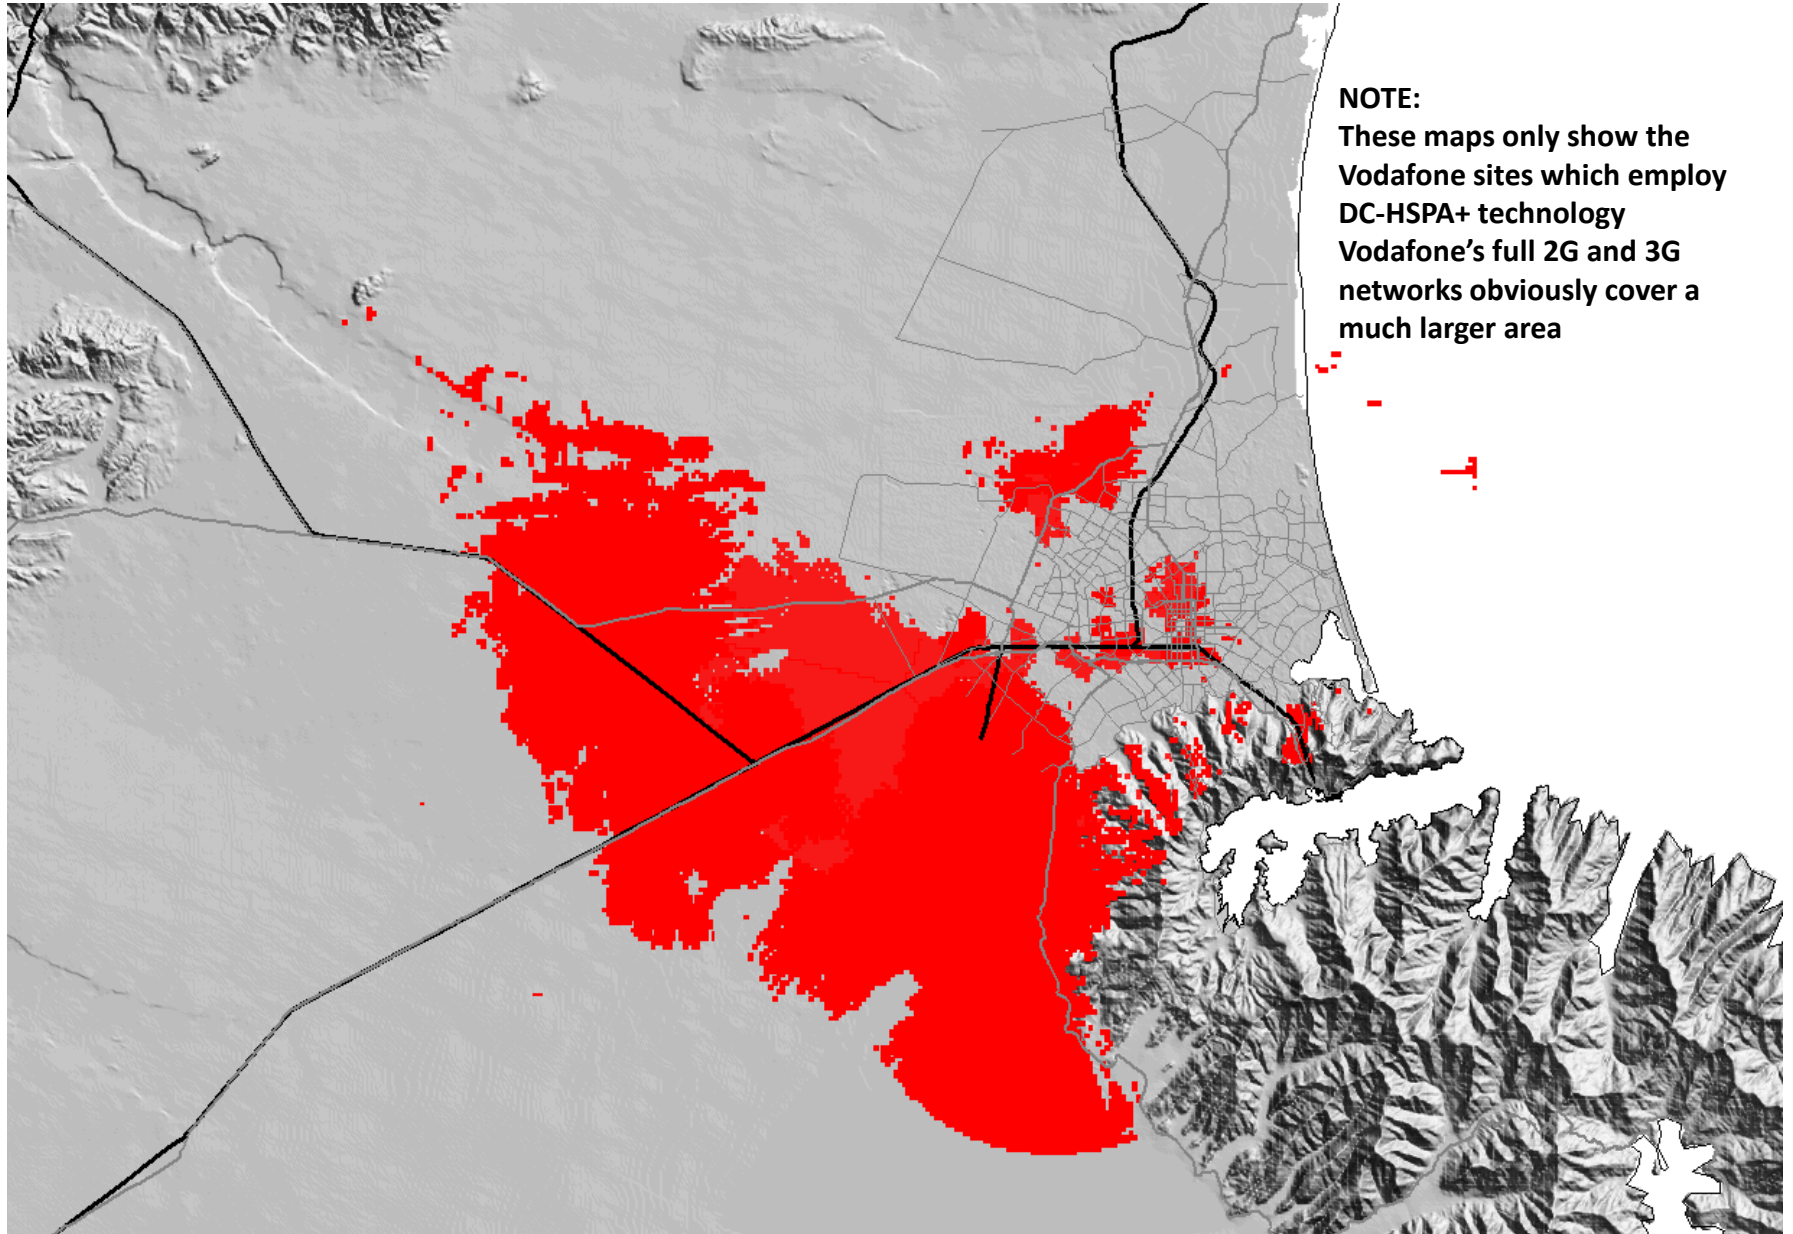 NOTE:
These maps only show the
Vodafone sites which employ
DC-HSPA+ technology
Vodafone’s full 2G and 3G
networks obviously cover a
much larger area